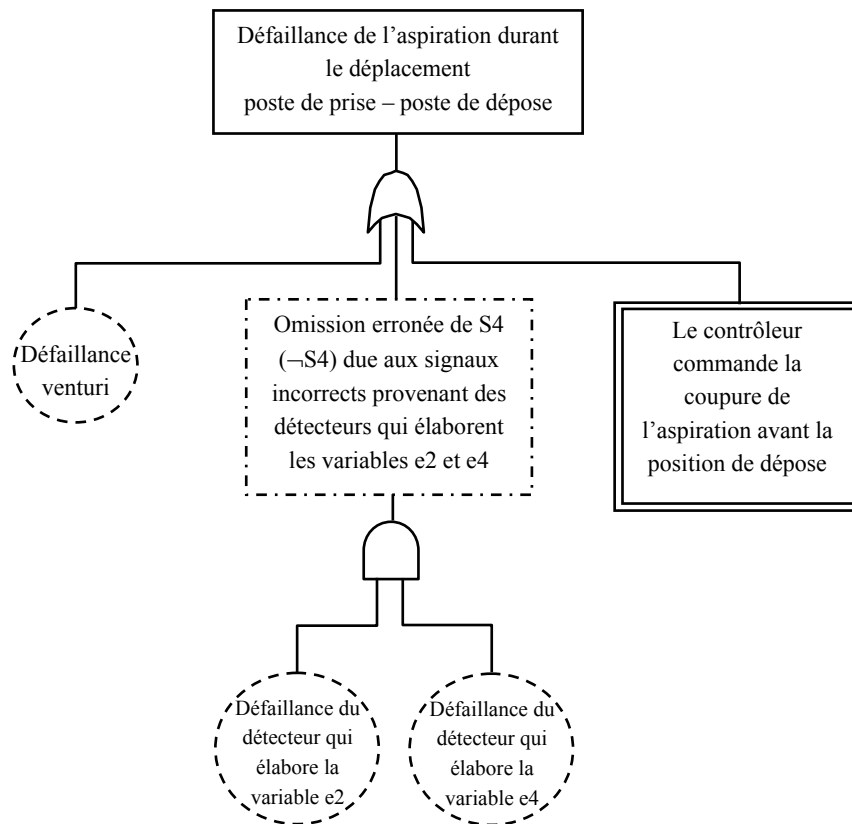 Défaillance de l’aspiration durant
le déplacement
poste de prise – poste de dépose
Défaillance
venturi
Omission erronée de S4
(¬S4) due aux signaux
incorrects provenant des
détecteurs qui élaborent
les variables e2 et e4
Le contrôleur
commande la
coupure de
l’aspiration avant la
position de dépose
Défaillance du
détecteur qui
élabore la
variable e2
Défaillance du
détecteur qui
élabore la
variable e4